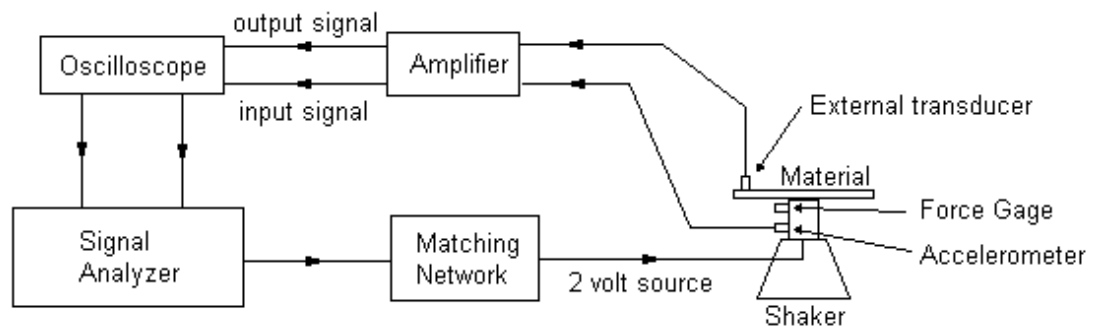 output signal
Oscilloscope
Amplifier
input signal
External transducer
Material
Force Gage
Accelerometer
Signal
Analyzer
Matching
Network
2 volt source
Shaker